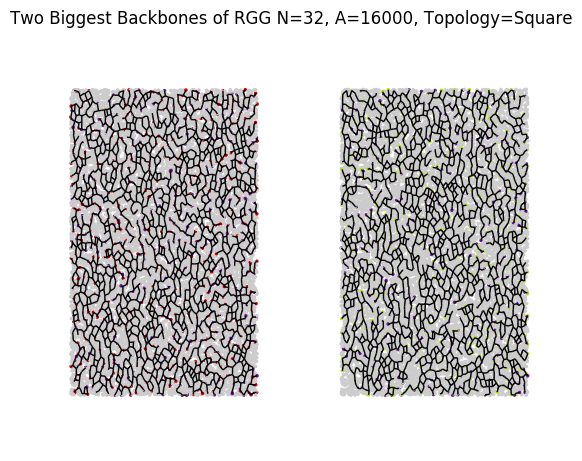 Two Biggest Backbones of RGG N=32, A=16000, Topology=Square